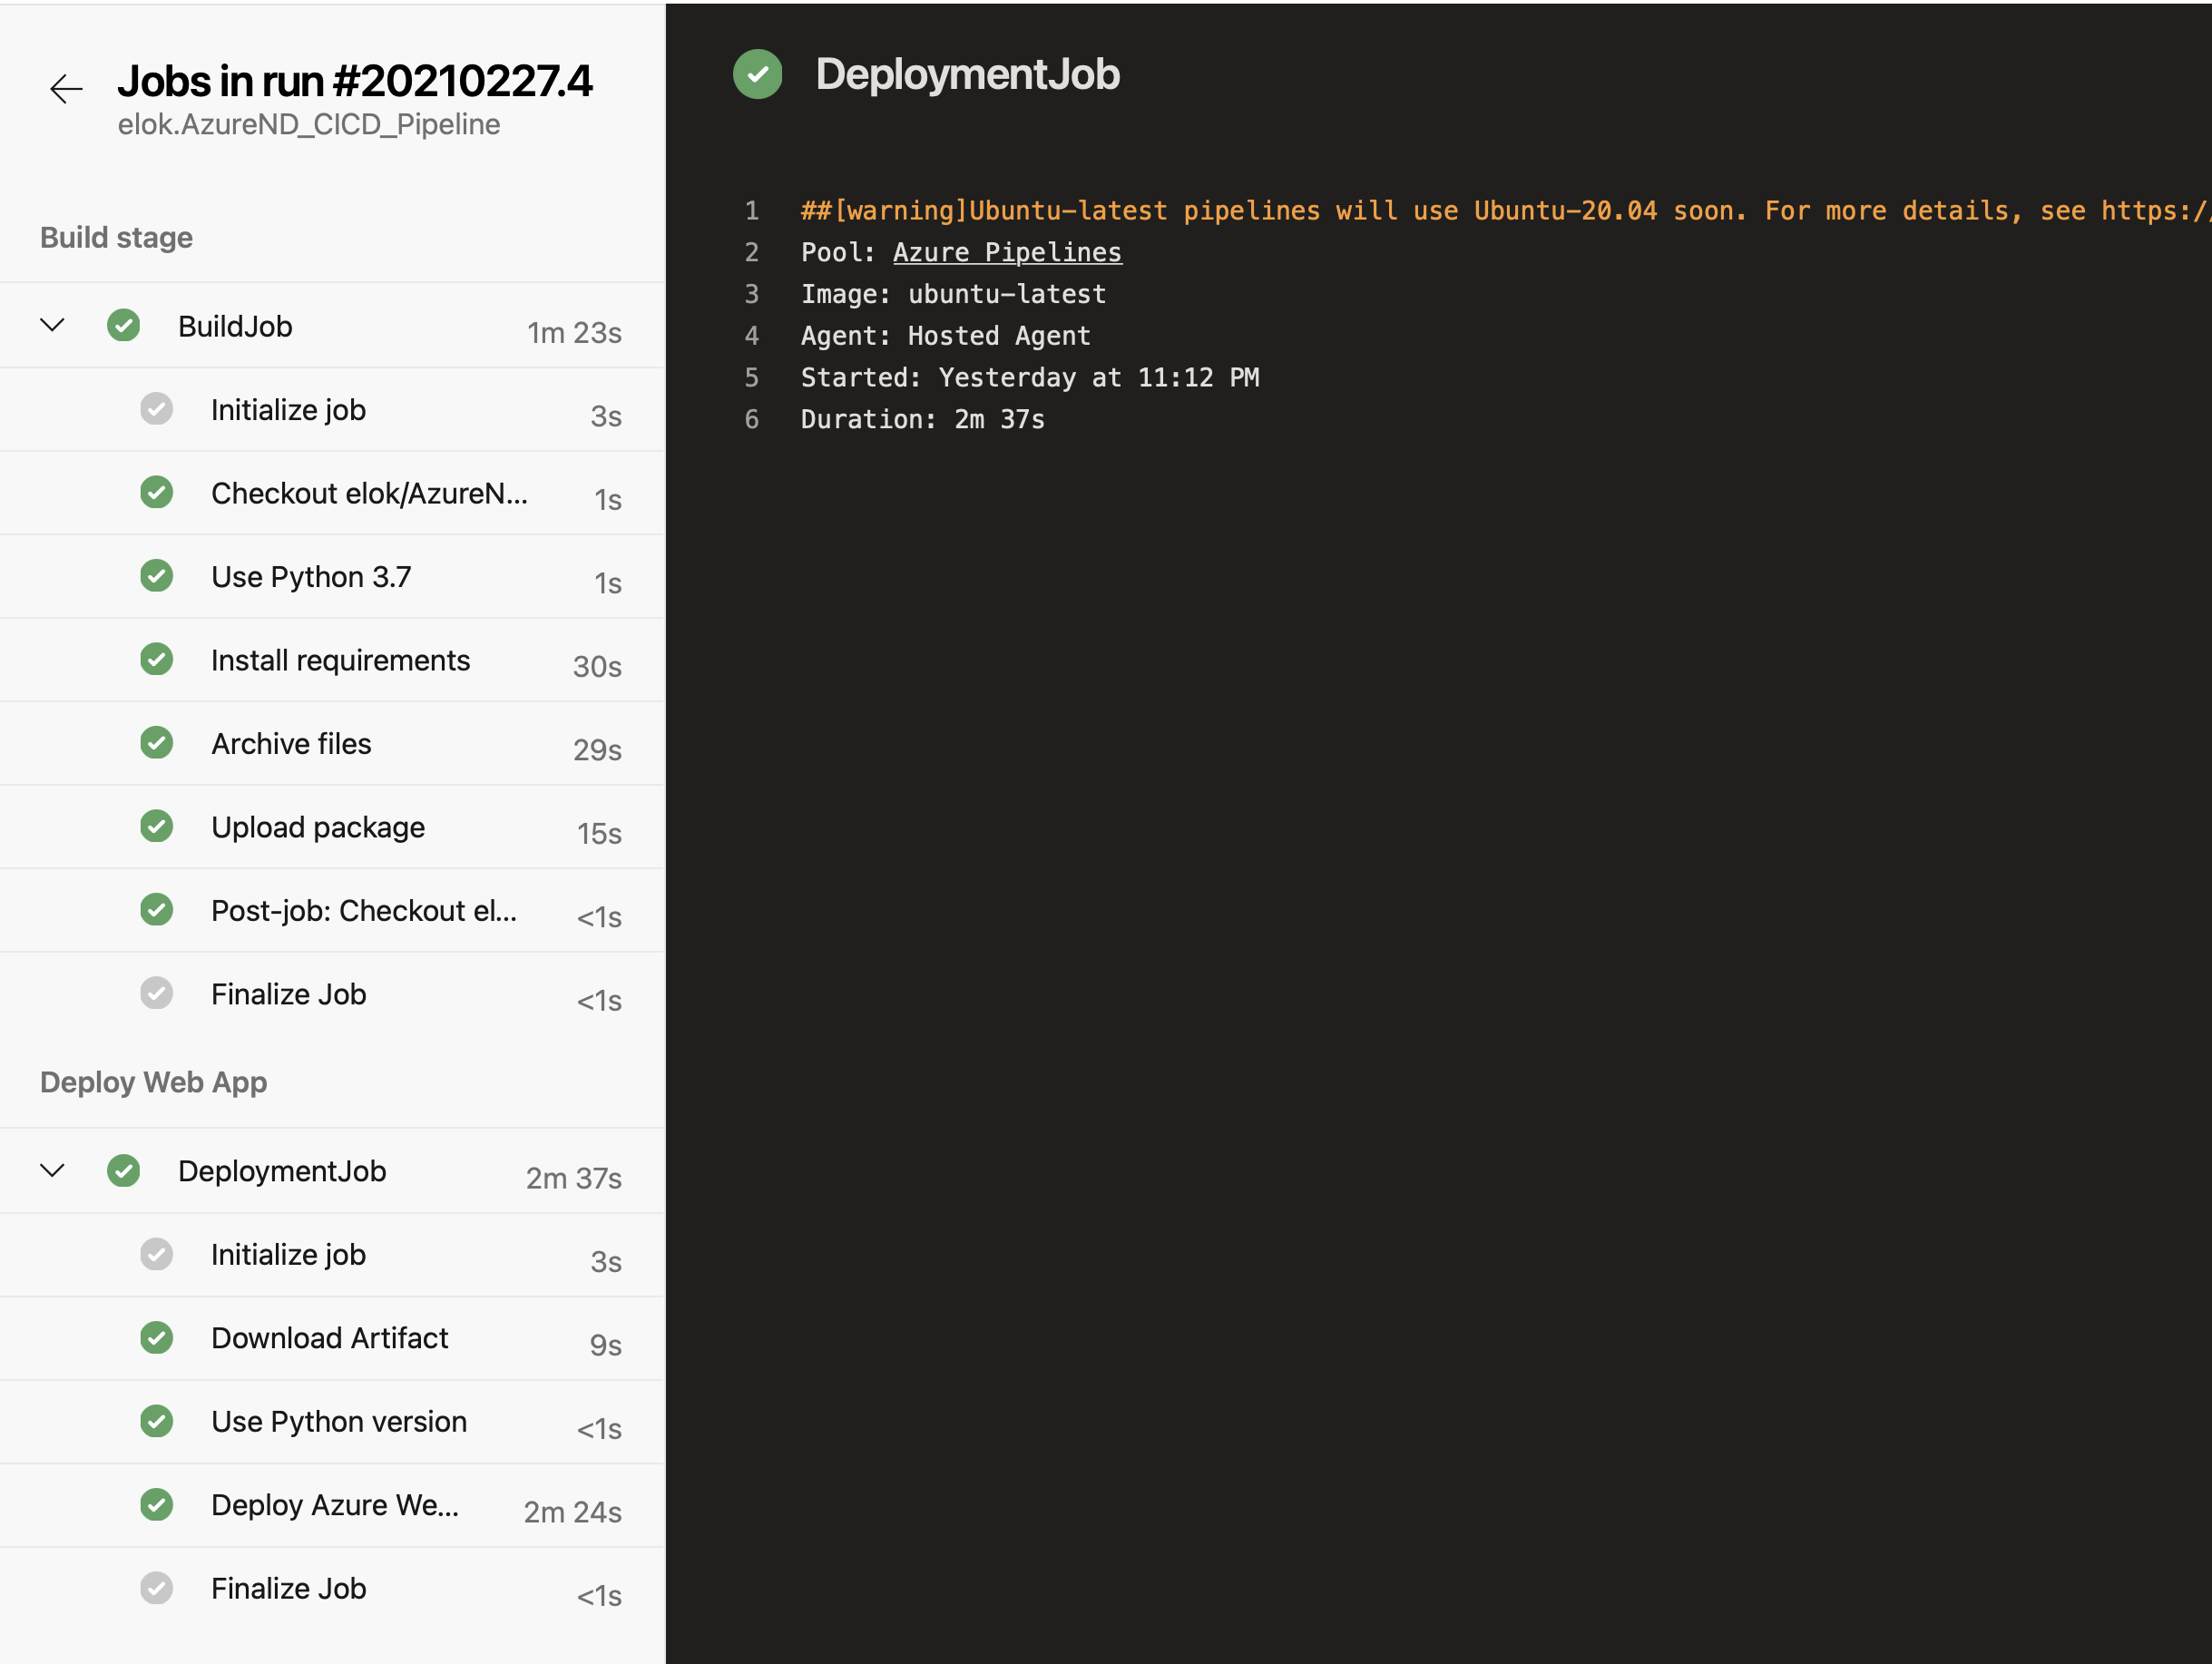 Jobs in run #20210227.4
elok.AzureND_CICD_Pipeline
Build stage
BuildJob 1m 23s
Initialize job 3s
Checkout elok/AzureN... 1s
Use Python 3.7 1s
Install requirements 30s
Archive files 29s
Upload package 15s
Post-job: Checkout el... <1s
Finalize Job <1s
Deploy Web App
DeploymentJob 2m 37s
Initialize job 3s
Download Artifact 9s
Use Python version <1s
Deploy Azure We... 2m 24s
Finalize Job <1s
DeploymentJob
1 ##[warning]Ubuntu-latest pipelines will use Ubuntu-20.04 soon. For more details, see https:/
2 Pool: Azure Pipelines
3 Image: ubuntu-latest
4 Agent: Hosted Agent
5 Started: Yesterday at 11:12 PM
6 Duration: 2m 37s